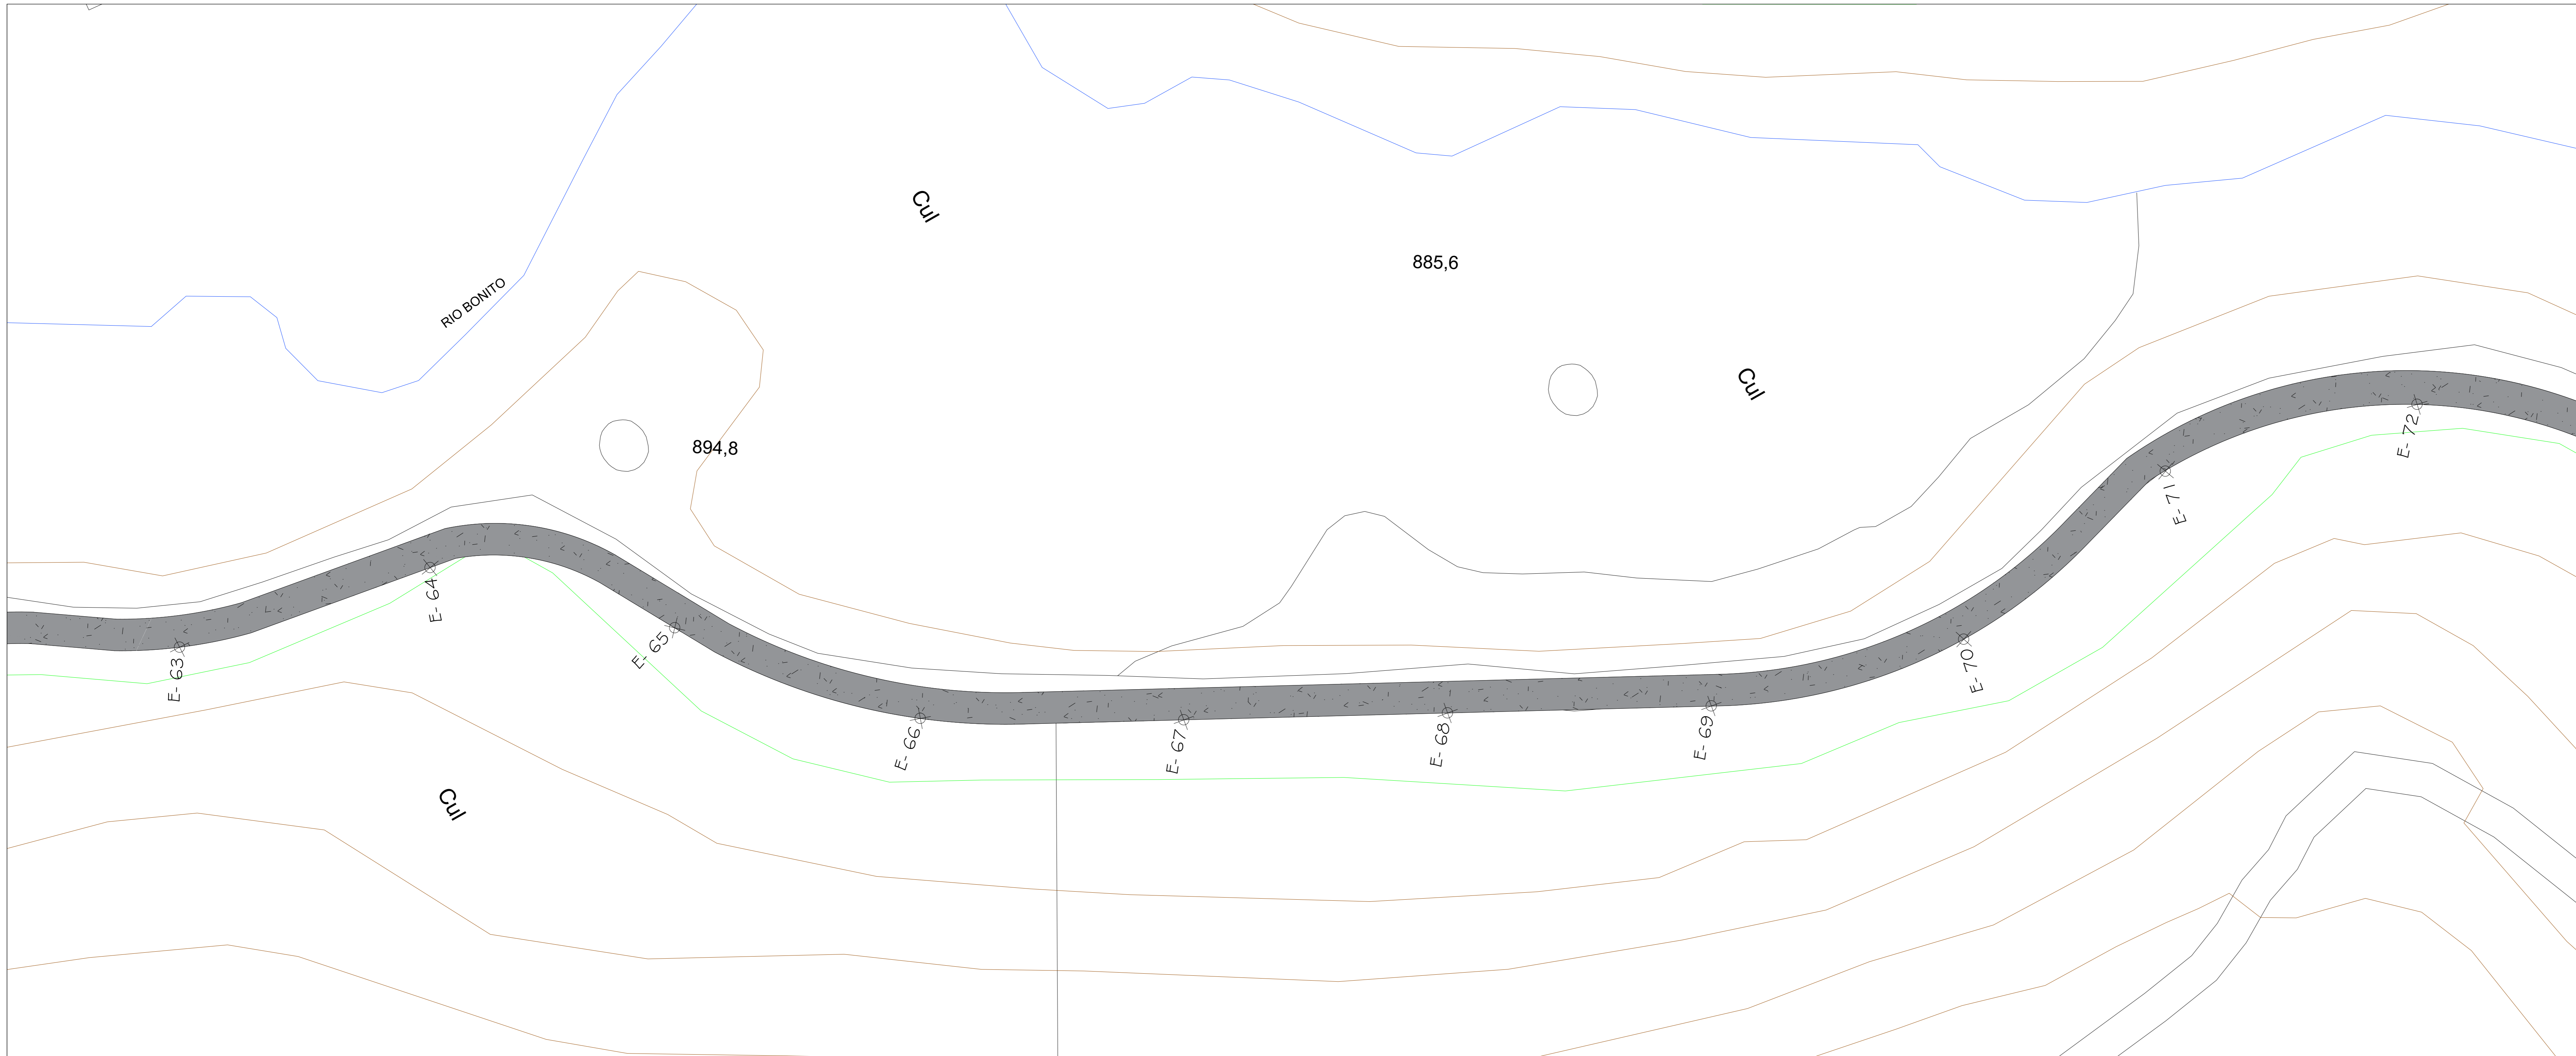 Cul
885,6
RIO BONITO
Cul
894,8
E- 72
E- 71
E- 64
E- 65
E- 63
E- 70
E- 66
E- 67
E- 68
E- 69
Cul